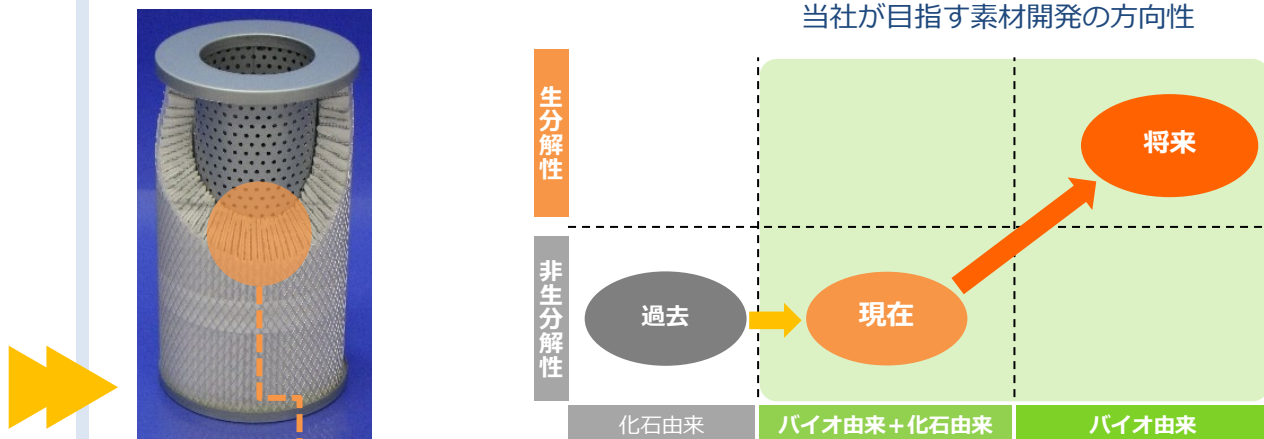 当社が目指す素材開発の方向性
生分解性
将来
非生分解性
過去
現在
化石由来
バイオ由来+化石由来
バイオ由来